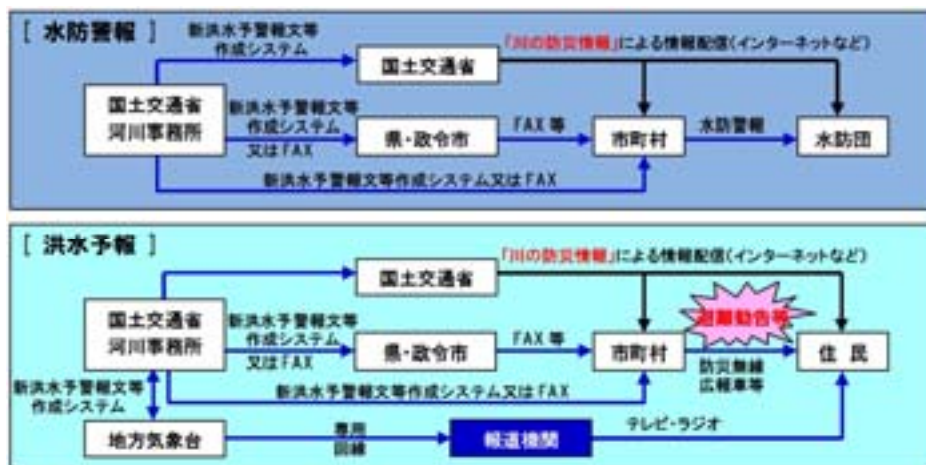 [ 水防警報 ]
新洪水予警報文等
作成システム
「川の防災情報」による情報配信(インターネットなど)
国土交通省
国土交通省
河川事務所
新洪水予警報文等
作成システム
又はFAX
県・政令市
FAX等
市町村
水防警報
水防団
新洪水予警報文等作成システム又はFAX
[ 洪水予報 ]
「川の防災情報」による情報配信(インターネットなど)
国土交通省
避難勧告等
国土交通省
河川事務所
新洪水予警報文等
作成システム
又はFAX
県・政令市
FAX等
市町村
防災無線
広報車等
住 民
新洪水予警報文等
作成システム
新洪水予警報文等作成システム又はFAX
地方気象台
専用
回線
報道機関
テレビ・ラジオ